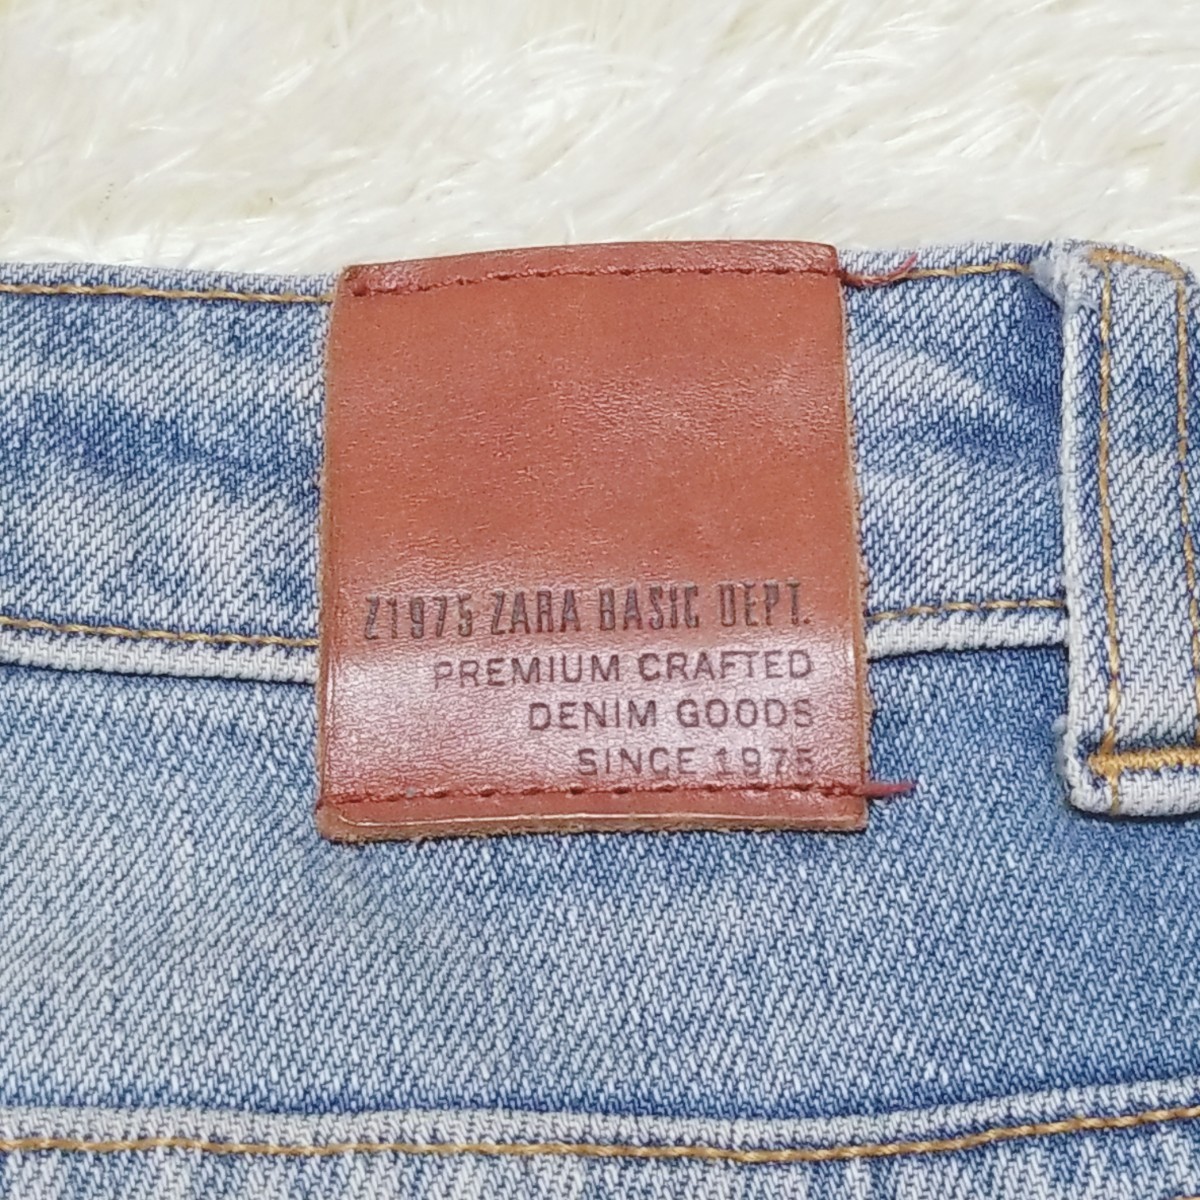 Z1975 ZARA BASIC DEPT.
PREMIUM CRAFTED
DENIM GOODS
SINCE 1975